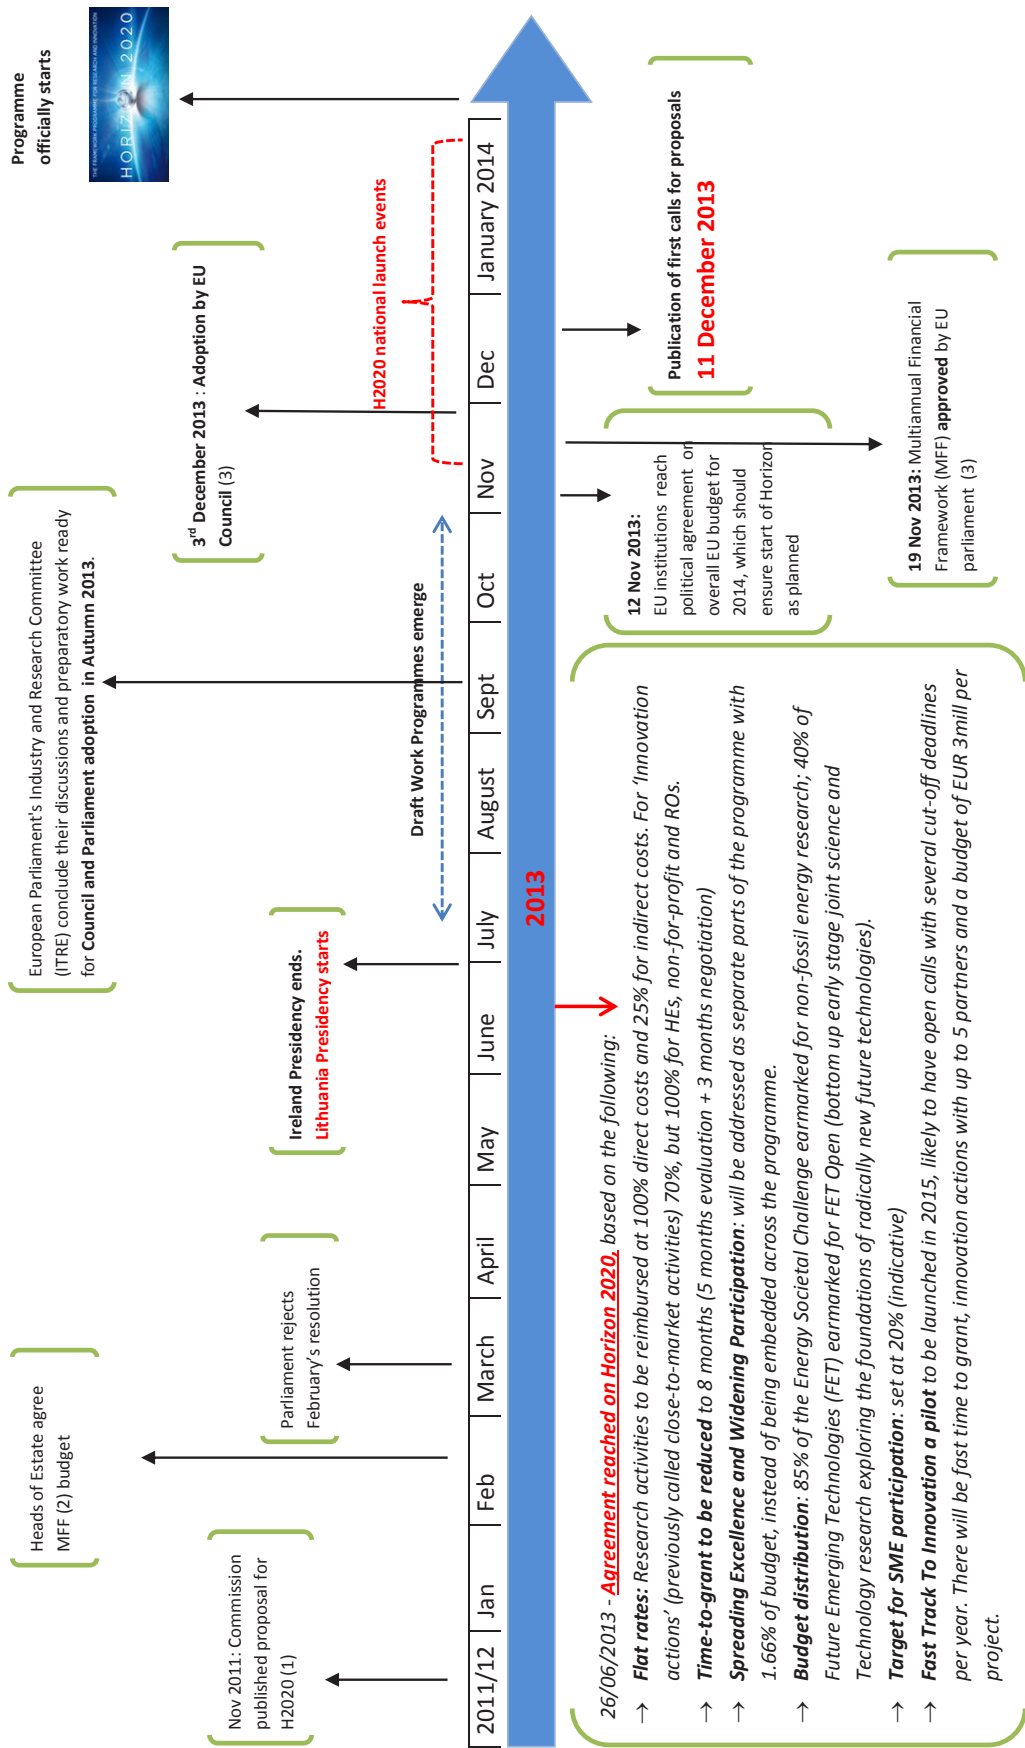 Programme
officially starts
THE FRAMEWORK PROGRAMME FOR RESEARCH AND INNOVATION
HORIZON 2020
European Parliament's Industry and Research Committee
(ITRE) conclude their discussions and preparatory work ready
for Council and Parliament adoption in Autumn 2013.
Heads of Estate agree
MFF (2) budget
3rd December 2013 : Adoption by EU
Council (3)
Nov 2011: Commission
published proposal for
H2020 (1)
Parliament rejects
February's resolution
Ireland Presidency ends.
Lithuania Presidency starts
H2020 national launch events
Draft Work Programmes emerge
2011/12
Jan
Feb
March
April
May
June
July
August
Sept
Oct
Nov
Dec
January 2014
2013
26/06/2013 - Agreement reached on Horizon 2020, based on the following:
→ Flat rates: Research activities to be reimbursed at 100% direct costs and 25% for indirect costs. For 'Innovation
actions' (previously called close-to-market activities) 70%, but 100% for HEs, non-for-profit and ROs.
→ Time-to-grant to be reduced to 8 months (5 months evaluation + 3 months negotiation)
→ Spreading Excellence and Widening Participation: will be addressed as separate parts of the programme with
1.66% of budget, instead of being embedded across the programme.
→ Budget distribution: 85% of the Energy Societal Challenge earmarked for non-fossil energy research; 40% of
Future Emerging Technologies (FET) earmarked for FET Open (bottom up early stage joint science and
Technology research exploring the foundations of radically new future technologies).
→ Target for SME participation: set at 20% (indicative)
→ Fast Track To Innovation a pilot to be launched in 2015, likely to have open calls with several cut-off deadlines
per year. There will be fast time to grant, innovation actions with up to 5 partners and a budget of EUR 3mill per
project.
12 Nov 2013:
EU institutions reach
political agreement on
overall EU budget for
2014, which should
ensure start of Horizon
as planned
Publication of first calls for proposals
11 December 2013
19 Nov 2013: Multiannual Financial
Framework (MFF) approved by EU
parliament (3)